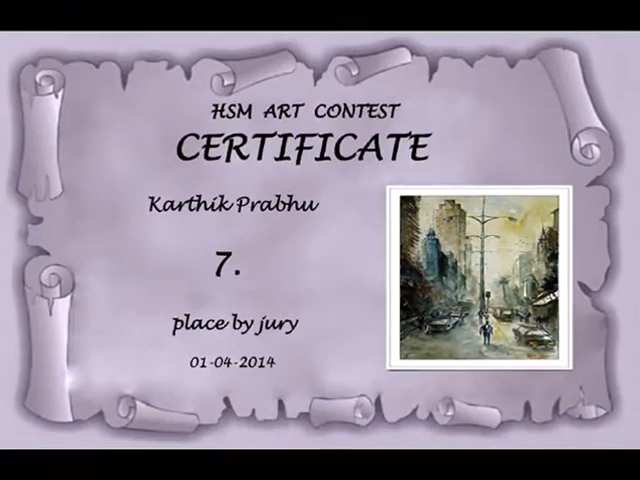 HSM ART CONTEST
CERTIFICATE
Karthik Prabhu
7.
place by jury
01-04-2014